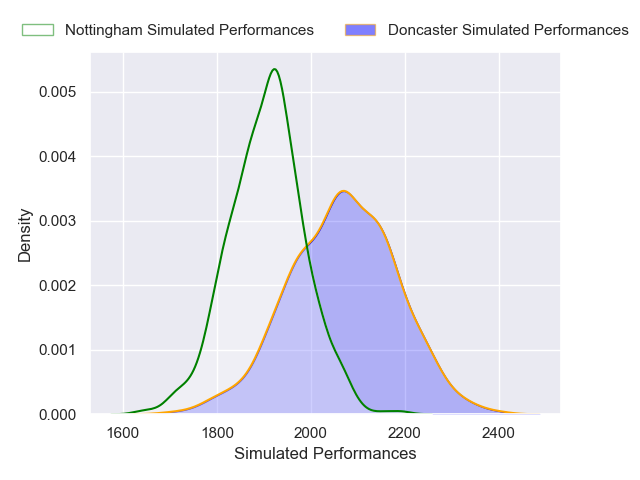 Nottingham Simulated Performances
Doncaster Simulated Performances
0.005
0.004
0.003
0.002
0.001
0.000
Density
1600
1800
2000
2200
2400
Simulated Performances